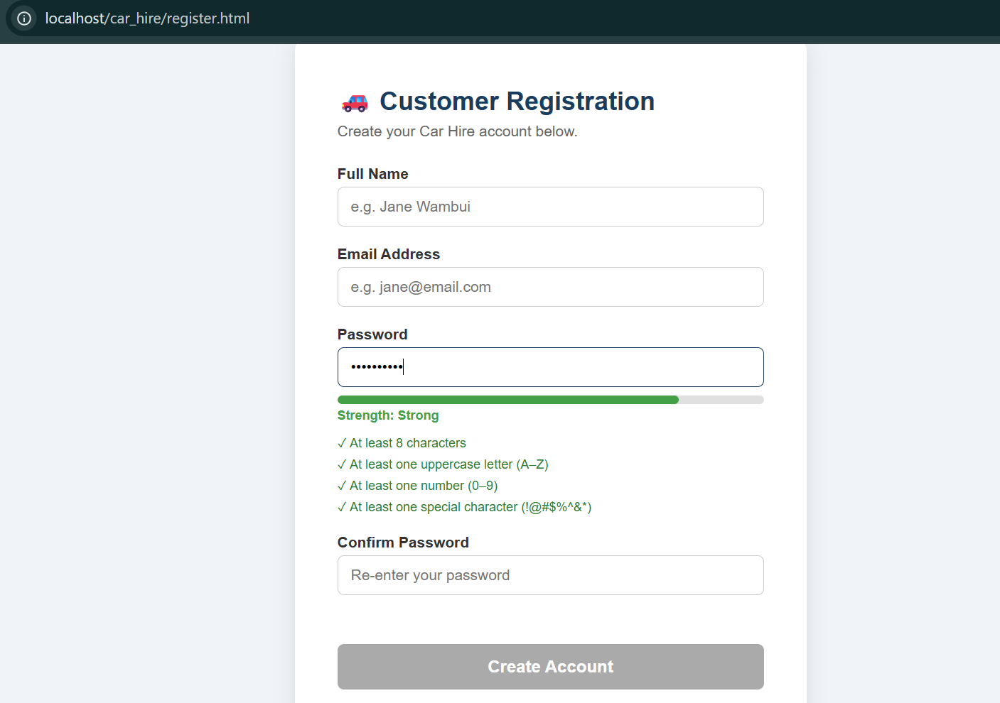 localhost/car_hire/register.html
Customer Registration
Create your Car Hire account below.
Full Name
e.g. Jane Wambui
Email Address
e.g. jane@email.com
Password
••••••••••
Strength: Strong
✓ At least 8 characters
✓ At least one uppercase letter (A–Z)
✓ At least one number (0–9)
✓ At least one special character (!@#$%^&*)
Confirm Password
Re-enter your password
Create Account